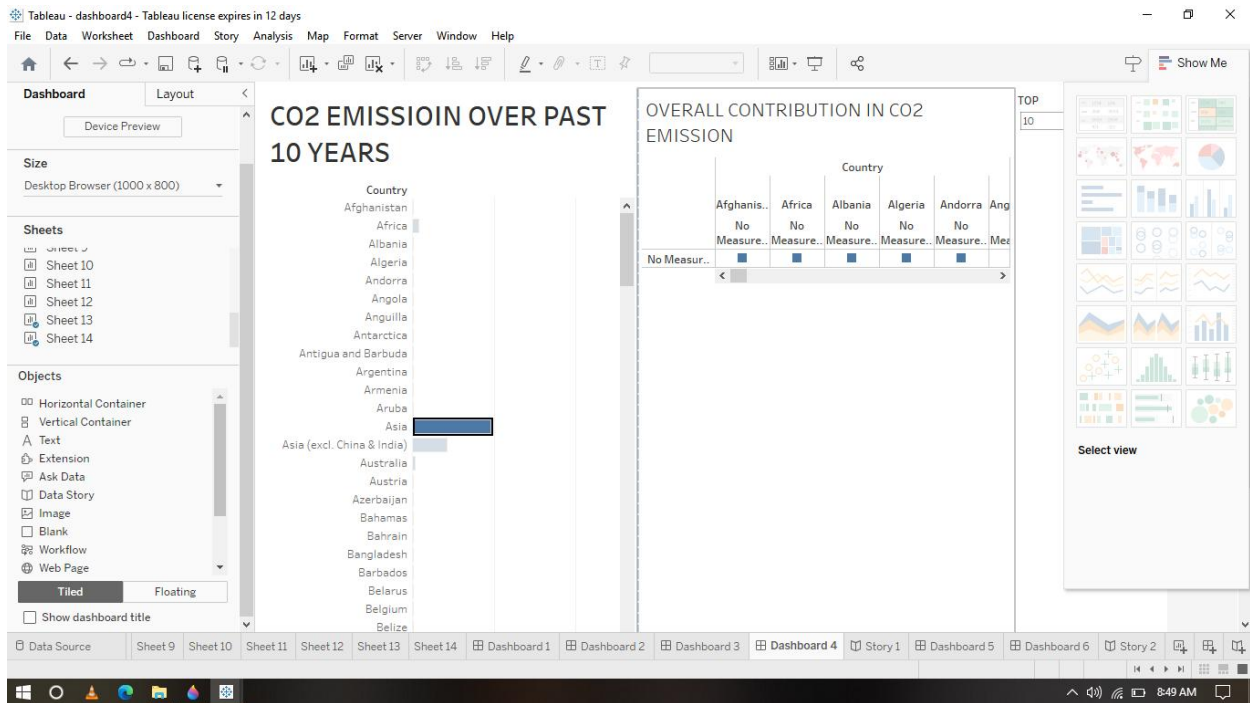 Tableau - dashboard4 - Tableau license expires in 12 days
File Data Worksheet Dashboard Story Analysis Map Format Server Window Help
Show Me
Dashboard Layout
Device Preview
Size
Desktop Browser (1000 x 800)
Sheets
Sheet 10
Sheet 11
Sheet 12
Sheet 13
Sheet 14
Objects
Horizontal Container
Vertical Container
A Text
Extension
Ask Data
Data Story
Image
Blank
Workflow
Web Page
Tiled Floating
Show dashboard title
CO2 EMISSIOIN OVER PAST
10 YEARS
Country
Afghanistan
Africa
Albania
Algeria
Andorra
Angola
Anguilla
Antarctica
Antigua and Barbuda
Argentina
Armenia
Aruba
Asia
Asia (excl. China & India)
Australia
Austria
Azerbaijan
Bahamas
Bahrain
Bangladesh
Barbados
Belarus
Belgium
Belize
OVERALL CONTRIBUTION IN CO2
EMISSION
Country
Afghanis.. Africa Albania Algeria Andorra Ang
No No No No No
Measure.. Measure.. Measure.. Measure.. Measure.. Mea
No Measur..
TOP
10
Select view
Data Source Sheet 9 Sheet 10 Sheet 11 Sheet 12 Sheet 13 Sheet 14 Dashboard 1 Dashboard 2 Dashboard 3 Dashboard 4 Story 1 Dashboard 5 Dashboard 6 Story 2
8:49 AM